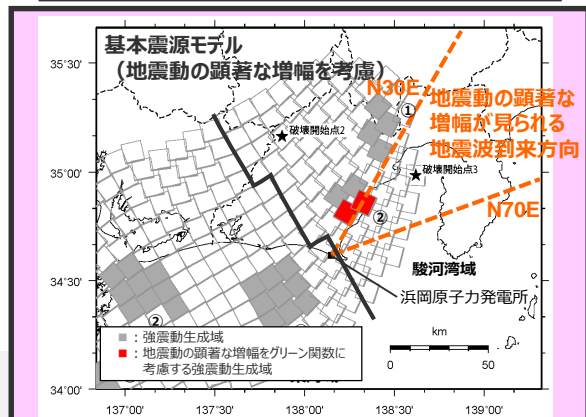 基本震源モデル
（地震動の顕著な増幅を考慮）
35°30'
35°00'
34°30'
34°00'
N30E
地震動の顕著な
増幅が見られる
地震波到来方向
①
破壊開始点2
破壊開始点3
②
N70E
駿河湾域
浜岡原子力発電所
②
：強震動生成域
：地震動の顕著な増幅をグリーン関数に
考慮する強震動生成域
km
0 50
137°00' 137°30' 138°00' 138°30' 139°00'